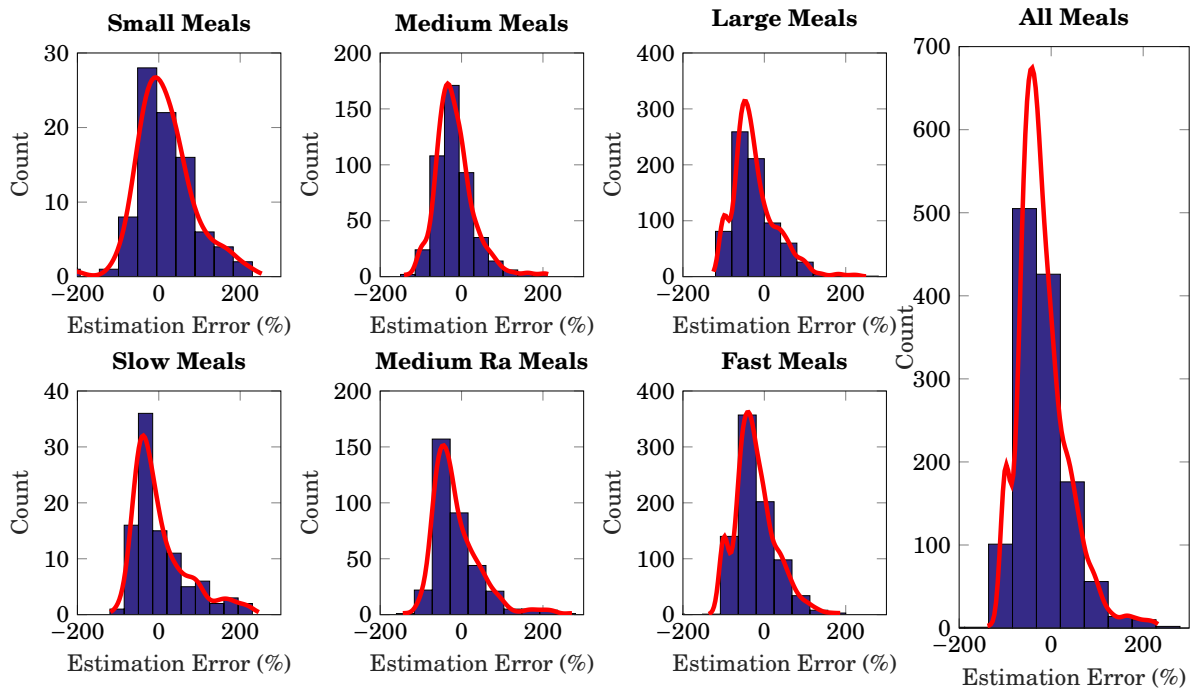 Small Meals
30
20
10
0
Count
−200 0 200
Estimation Error (%)
Medium Meals
200
150
100
50
0
Count
−200 0 200
Estimation Error (%)
Large Meals
400
300
200
100
0
Count
−200 0 200
Estimation Error (%)
All Meals
700
600
500
400
300
200
100
0
Count
−200 0 200
Estimation Error (%)
Slow Meals
40
30
20
10
0
Count
−200 0 200
Estimation Error (%)
Medium Ra Meals
200
150
100
50
0
Count
−200 0 200
Estimation Error (%)
Fast Meals
400
300
200
100
0
Count
−200 0 200
Estimation Error (%)